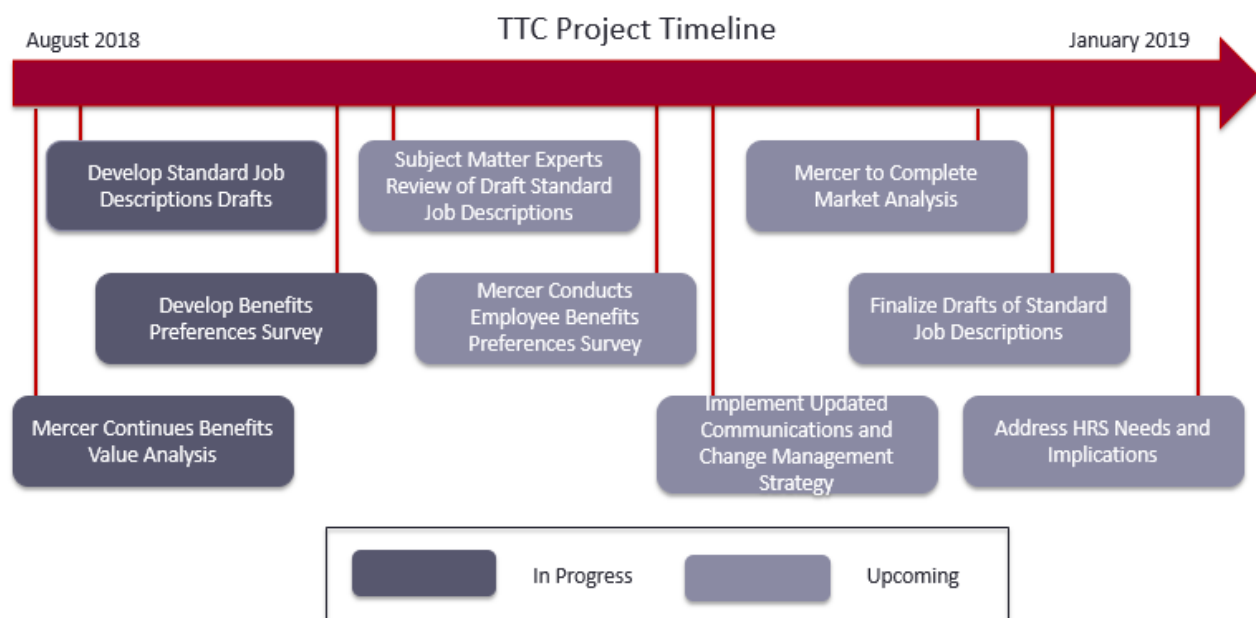 TTC Project Timeline
August 2018
January 2019
Develop Standard Job
Descriptions Drafts
Subject Matter Experts
Review of Draft Standard
Job Descriptions
Mercer to Complete
Market Analysis
Develop Benefits
Preferences Survey
Mercer Conducts
Employee Benefits
Preferences Survey
Finalize Drafts of Standard
Job Descriptions
Mercer Continues Benefits
Value Analysis
Implement Updated
Communications and
Change Management
Strategy
Address HRS Needs and
Implications
In Progress
Upcoming